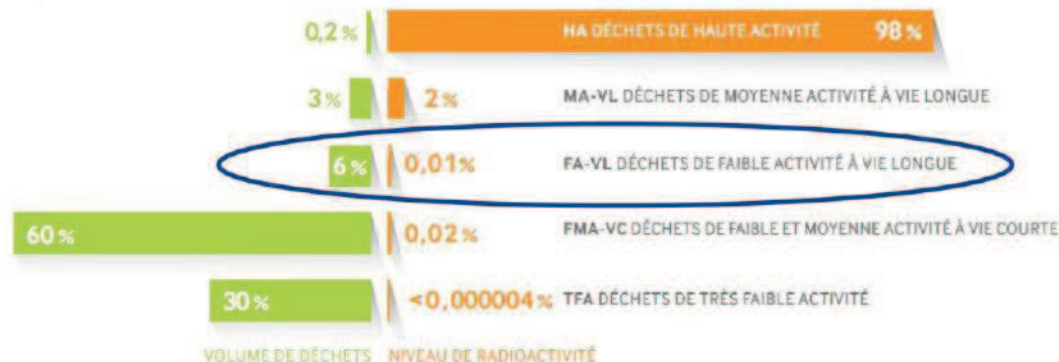 0,2 % HA DÉCHETS DE HAUTE ACTIVITÉ 98 %
3 % 2 % MA-VL DÉCHETS DE MOYENNE ACTIVITÉ À VIE LONGUE
6 % 0,01 % FA-VL DÉCHETS DE FAIBLE ACTIVITÉ À VIE LONGUE
60 % 0,02 % FMA-VC DÉCHETS DE FAIBLE ET MOYENNE ACTIVITÉ À VIE COURTE
30 % <0,000004 % TFA DÉCHETS DE TRÈS FAIBLE ACTIVITÉ
VOLUME DE DÉCHETS NIVEAU DE RADIOACTIVITÉ